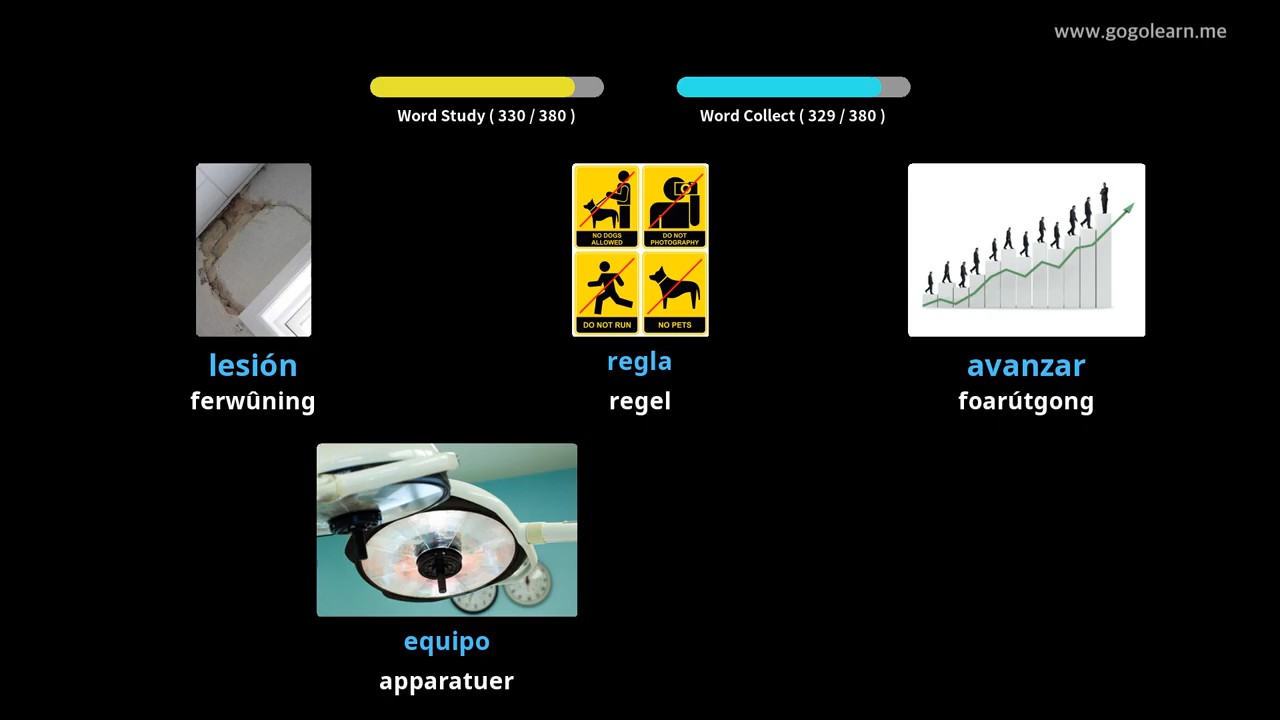 www.gogolearn.me
Word Study ( 330 / 380 )
Word Collect ( 329 / 380 )
NO DOGS
ALLOWED
DO NOT
PHOTOGRAPHY
DO NOT RUN
NO PETS
lesión
ferwûning
regla
regel
avanzar
foarútgong
equipo
apparatuer